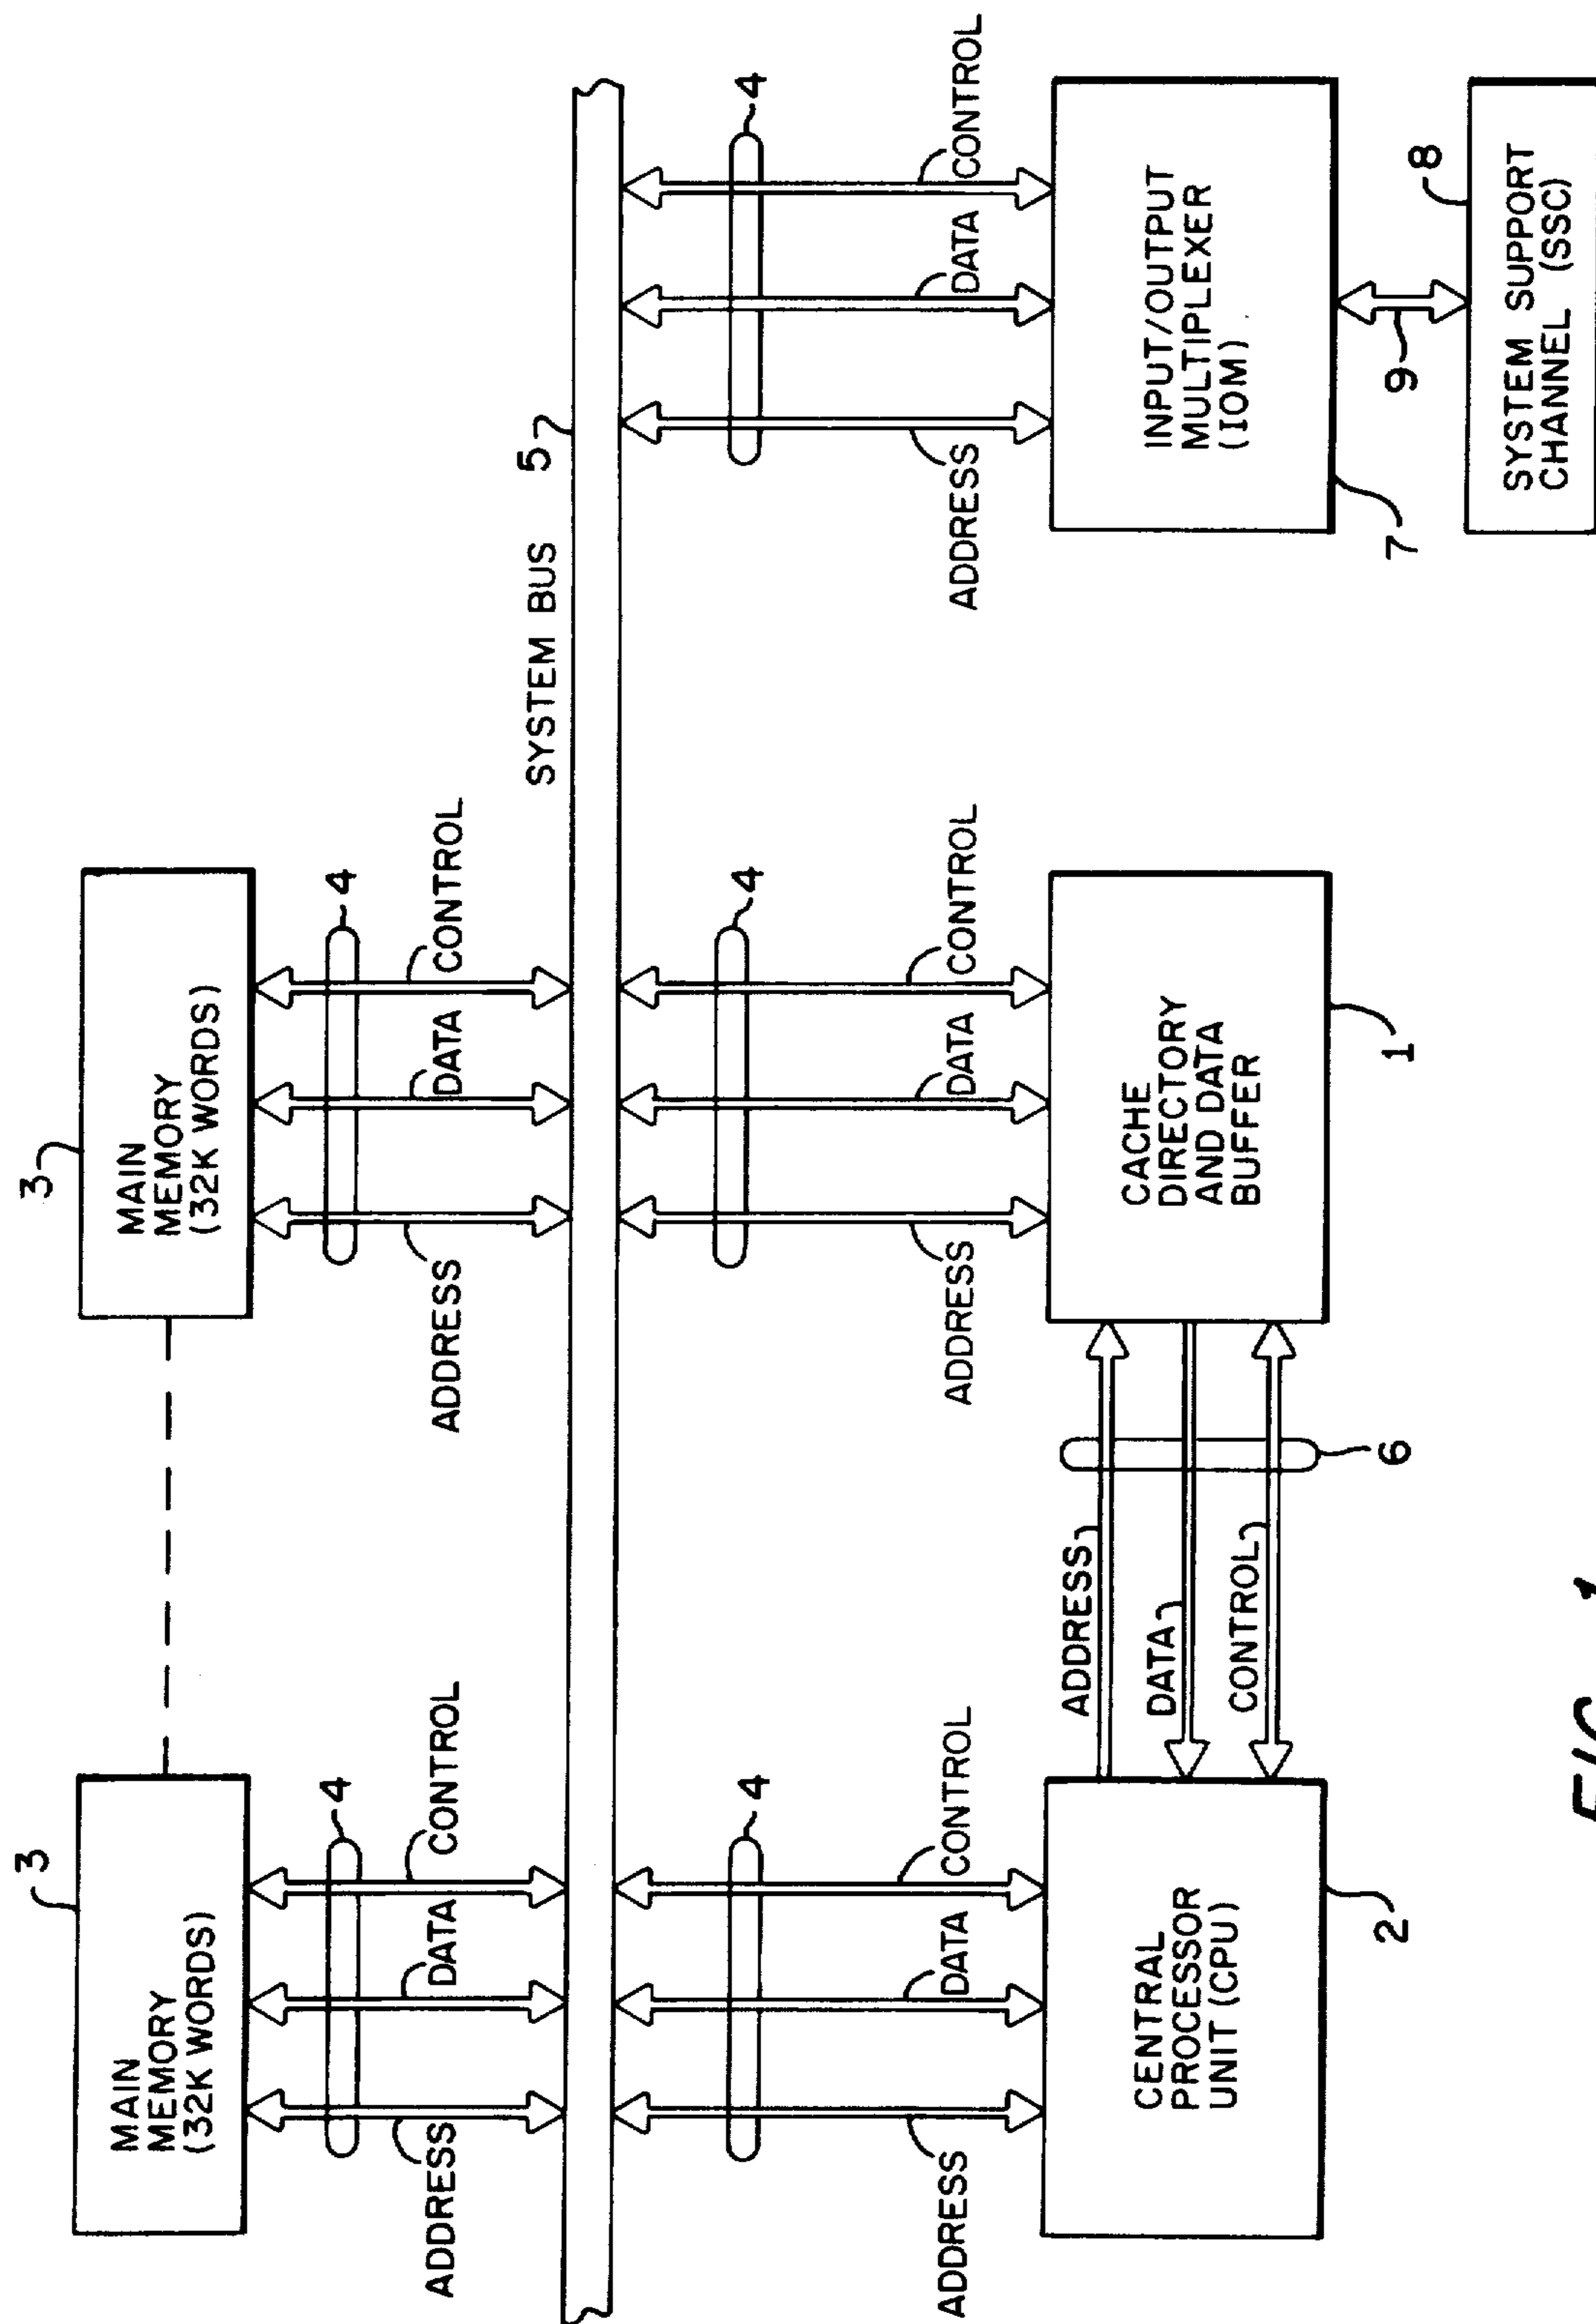 3
MAIN
MEMORY
(32K WORDS)
3
MAIN
MEMORY
(32K WORDS)
4
ADDRESS
DATA
CONTROL
4
ADDRESS
DATA
CONTROL
SYSTEM BUS
5
4
ADDRESS
DATA
CONTROL
4
ADDRESS
DATA
CONTROL
4
ADDRESS
DATA
CONTROL
CENTRAL
PROCESSOR
UNIT (CPU)
2
ADDRESS
DATA
CONTROL
6
CACHE
DIRECTORY
AND DATA
BUFFER
1
INPUT/OUTPUT
MULTIPLEXER
(IOM)
7
9
8
SYSTEM SUPPORT
CHANNEL (SSC)
FIG. 1